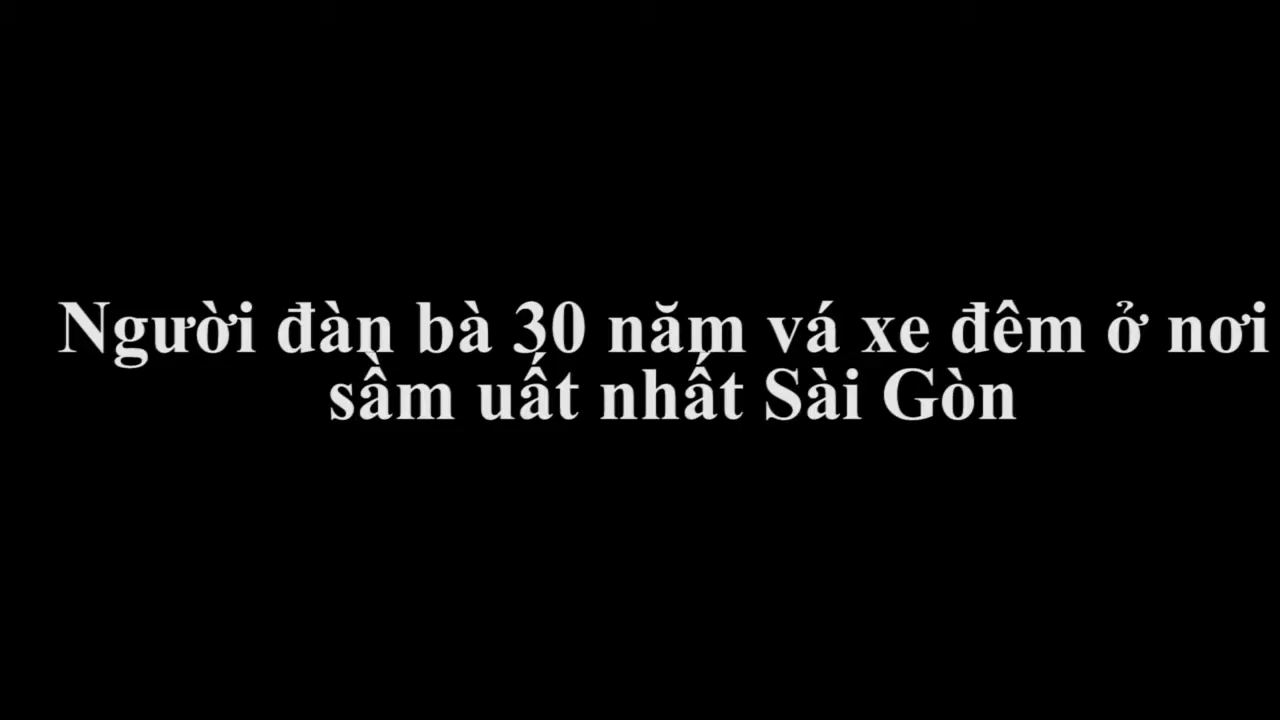 Người đàn bà 30 năm vá xe đêm ở nơi
sầm uất nhất Sài Gòn